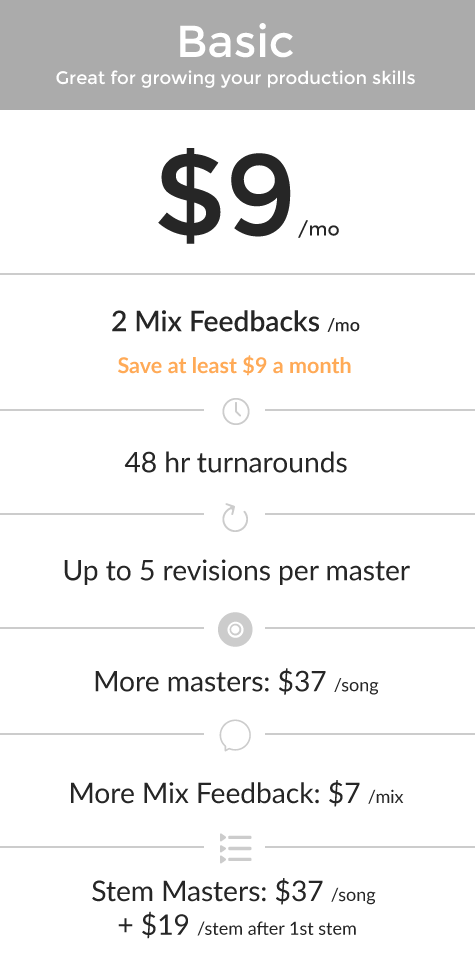 Basic
Great for growing your production skills
$9 /mo
2 Mix Feedbacks /mo
Save at least $9 a month
48 hr turnarounds
Up to 5 revisions per master
More masters: $37 /song
More Mix Feedback: $7 /mix
Stem Masters: $37 /song
+ $19 /stem after 1st stem